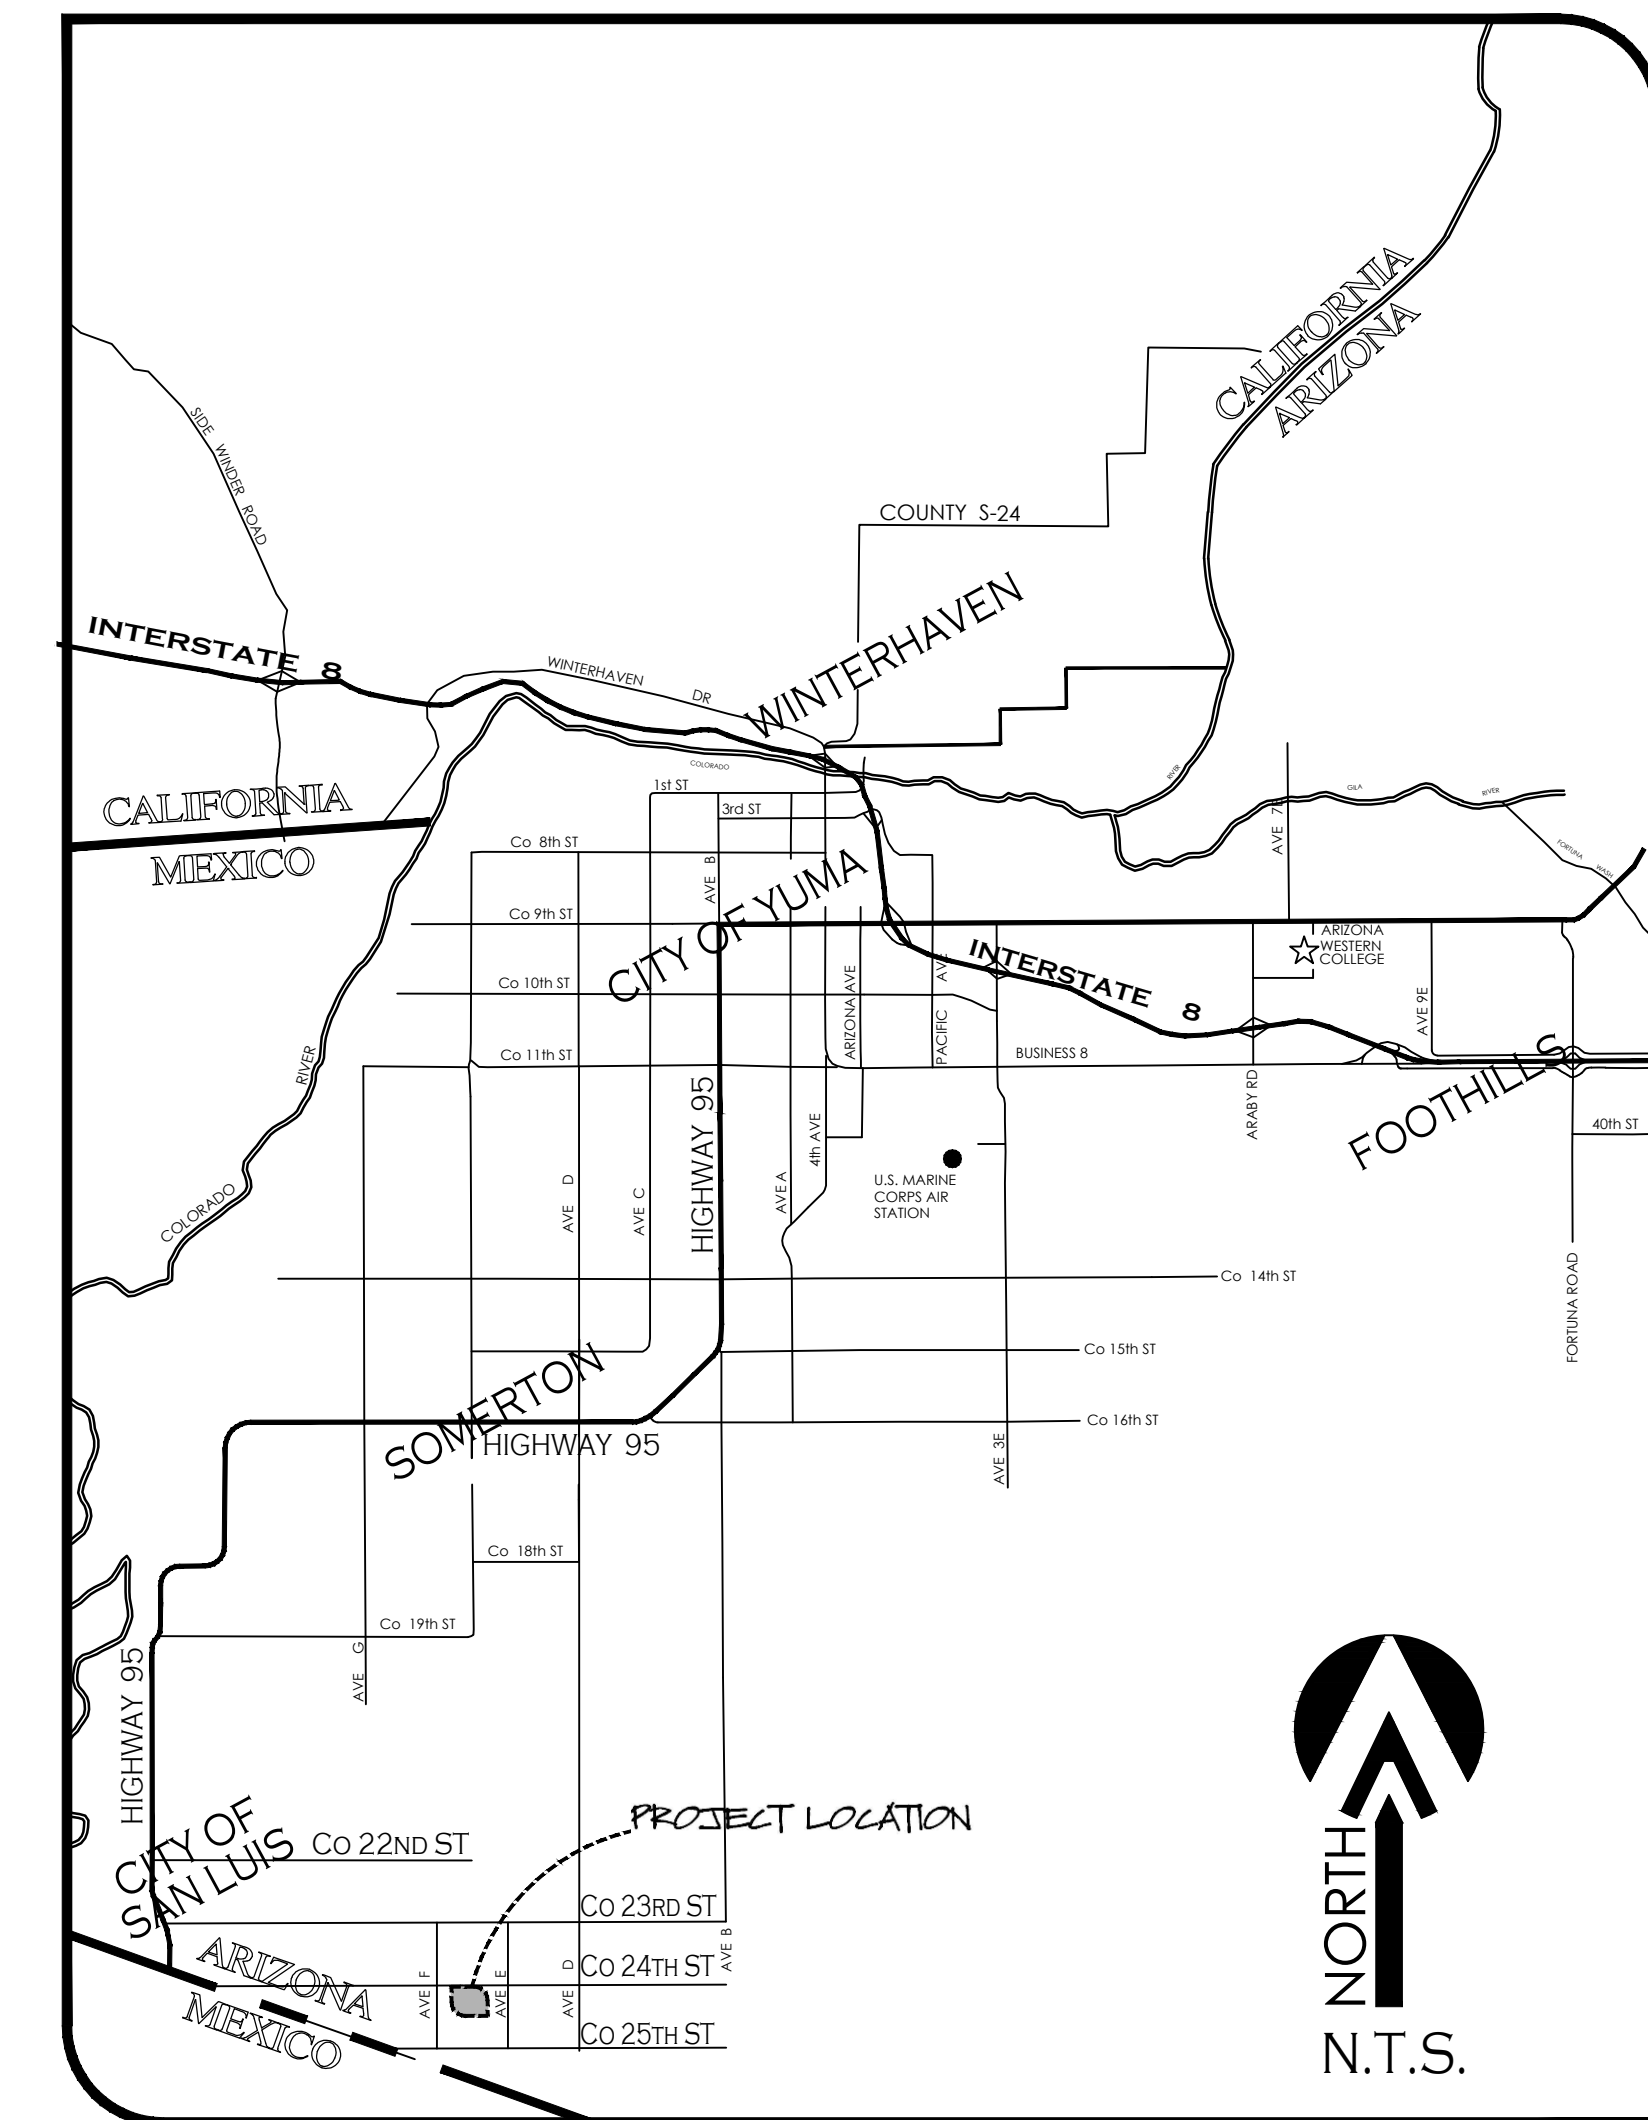 CALIFORNIA
ARIZONA
SIDE WINDER ROAD
COUNTY S-24
WINTERHAVEN
INTERSTATE 8
WINTERHAVEN DR
COLORADO
RIVER
1st ST
3rd ST
AVE 7E
GILA RIVER
FORTUNA WASH
CALIFORNIA
MEXICO
Co 8th ST
AVE B
CITY OF YUMA
Co 9th ST
ARIZONA
WESTERN
COLLEGE
INTERSTATE 8
Co 10th ST
ARIZONA AVE
PACIFIC AVE
AVE 9E
Co 11th ST
BUSINESS 8
RIVER
COLORADO
FOOTHILLS
ARABY RD
40th ST
HIGHWAY 95
4th AVE
AVE D
AVE C
AVE A
U.S. MARINE
CORPS AIR
STATION
Co 14th ST
FORTUNA ROAD
Co 15th ST
SOMERTON
Co 16th ST
HIGHWAY 95
AVE 3E
Co 18th ST
Co 19th ST
AVE G
HIGHWAY 95
PROJECT LOCATION
CITY OF
SAN LUIS
CO 22ND ST
CO 23RD ST
AVE B
ARIZONA
MEXICO
AVE F
AVE E
AVE D
CO 24TH ST
CO 25TH ST
NORTH
N.T.S.